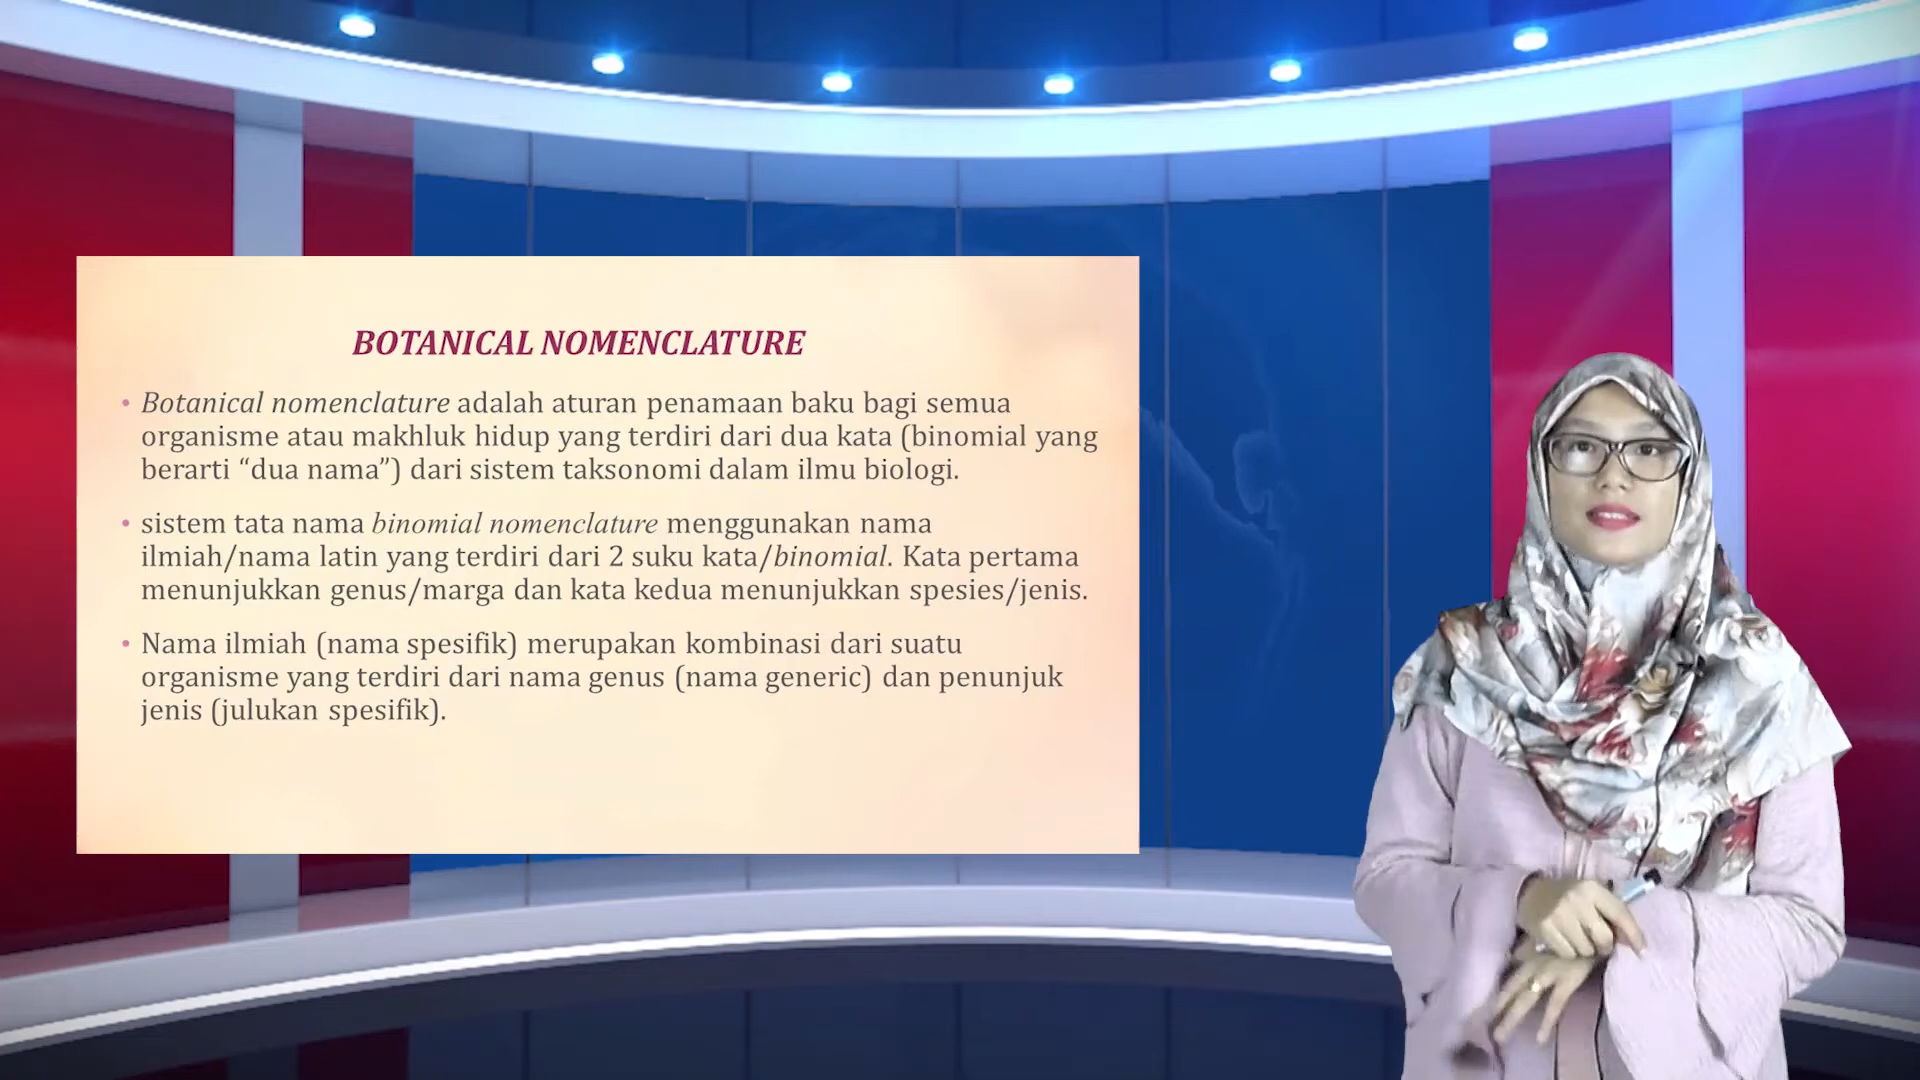 BOTANICAL NOMENCLATURE
• Botanical nomenclature adalah aturan penamaan baku bagi semua
organisme atau makhluk hidup yang terdiri dari dua kata (binomial yang
berarti “dua nama”) dari sistem taksonomi dalam ilmu biologi.
• sistem tata nama binomial nomenclature menggunakan nama
ilmiah/nama latin yang terdiri dari 2 suku kata/binomial. Kata pertama
menunjukkan genus/marga dan kata kedua menunjukkan spesies/jenis.
• Nama ilmiah (nama spesifik) merupakan kombinasi dari suatu
organisme yang terdiri dari nama genus (nama generic) dan penunjuk
jenis (julukan spesifik).